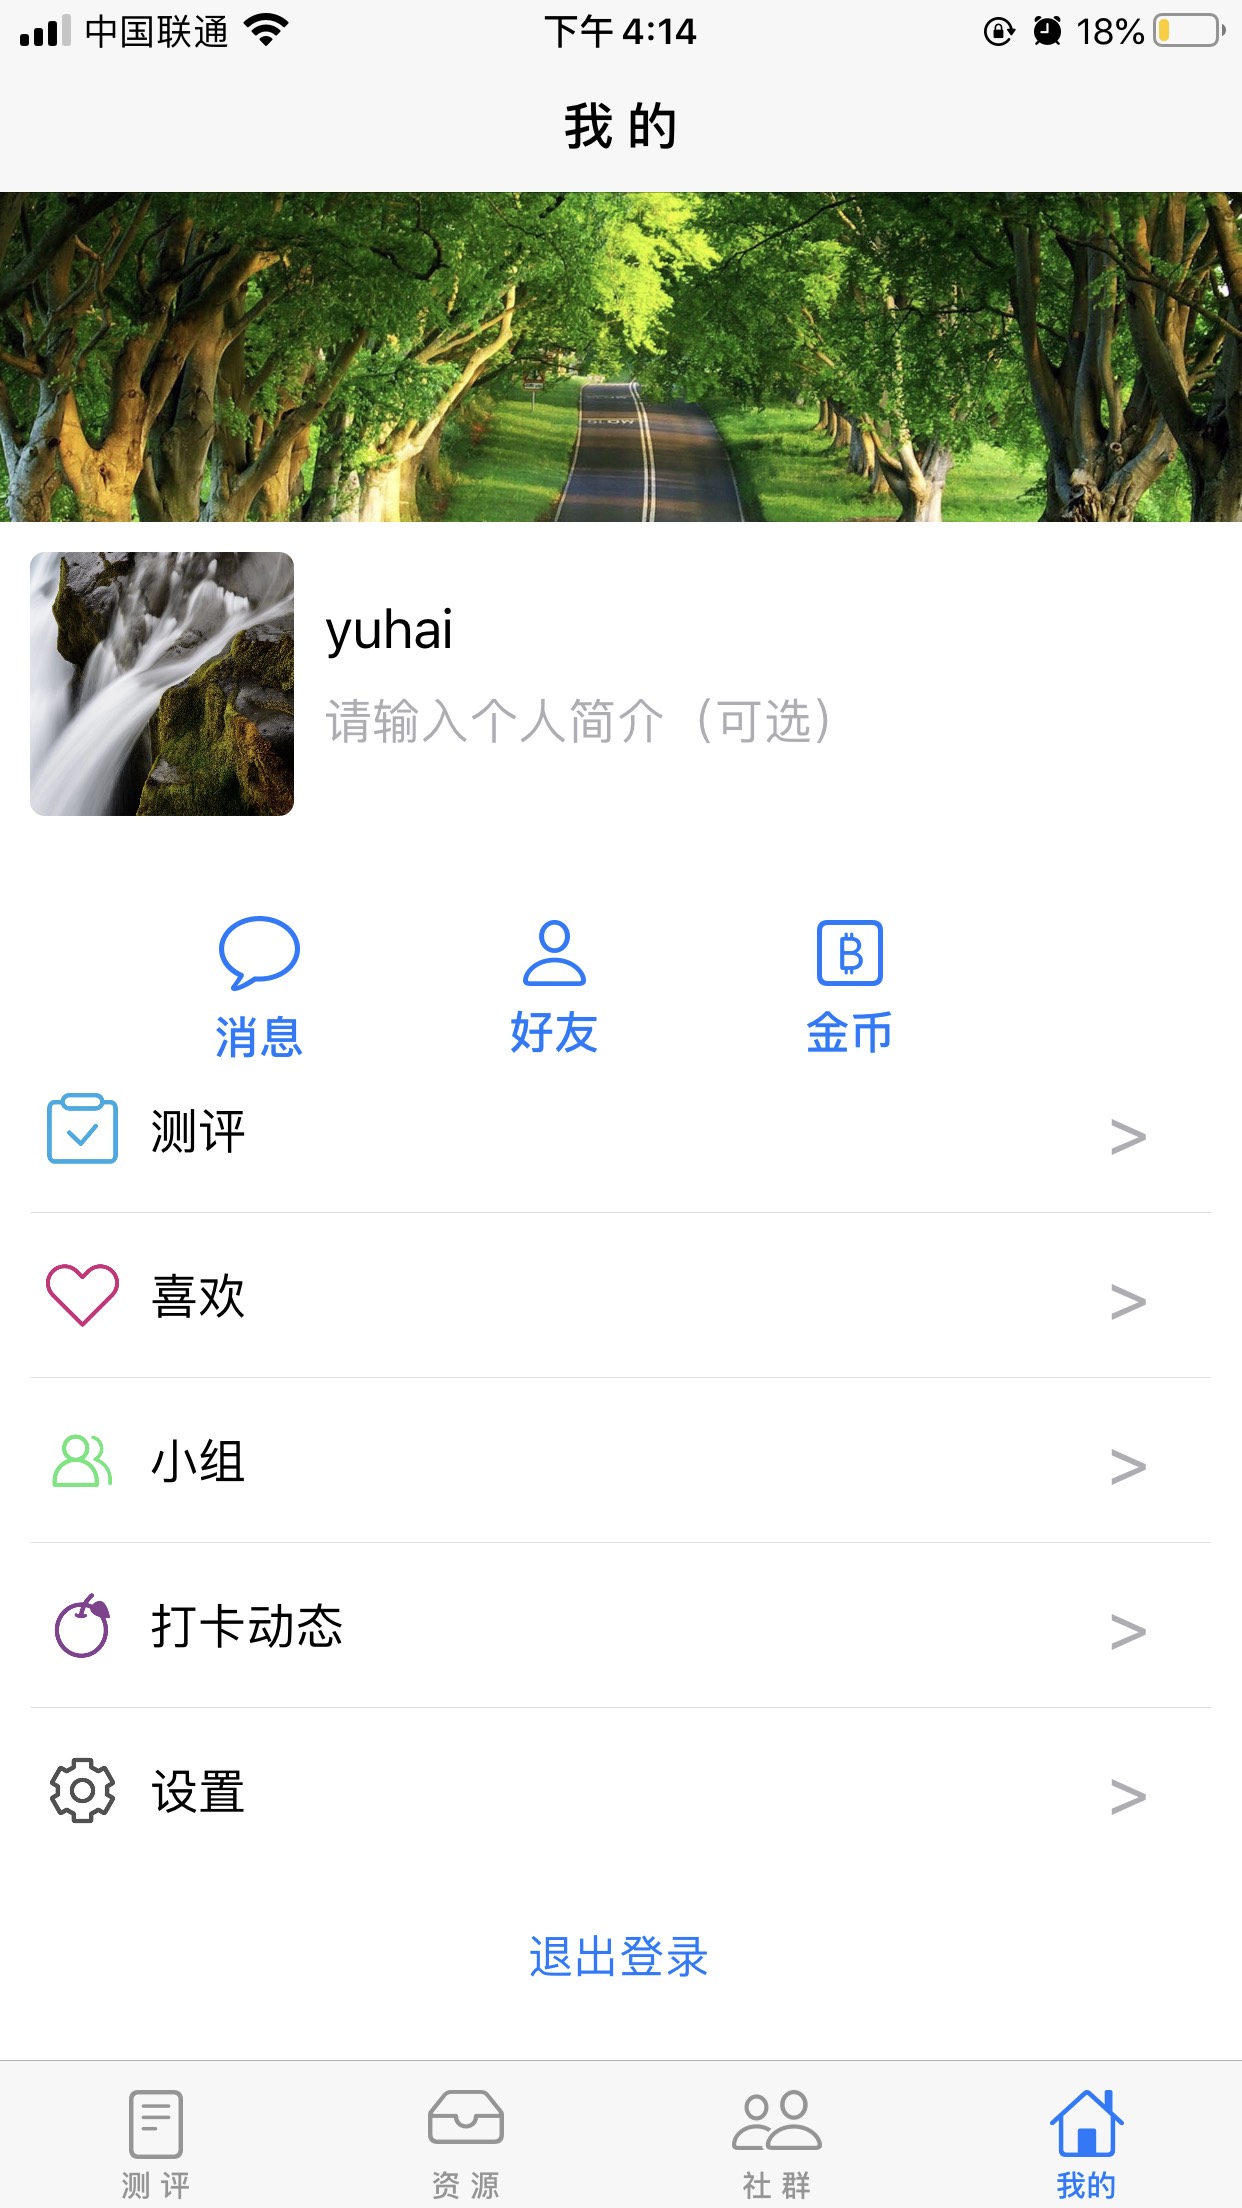 中国联通 下午 4:14 18%
我 的
SLOW
yuhai
请输入个人简介（可选）
消息 好友 金币
测评 >
喜欢 >
小组 >
打卡动态 >
设置 >
退出登录
测 评 资 源 社 群 我的